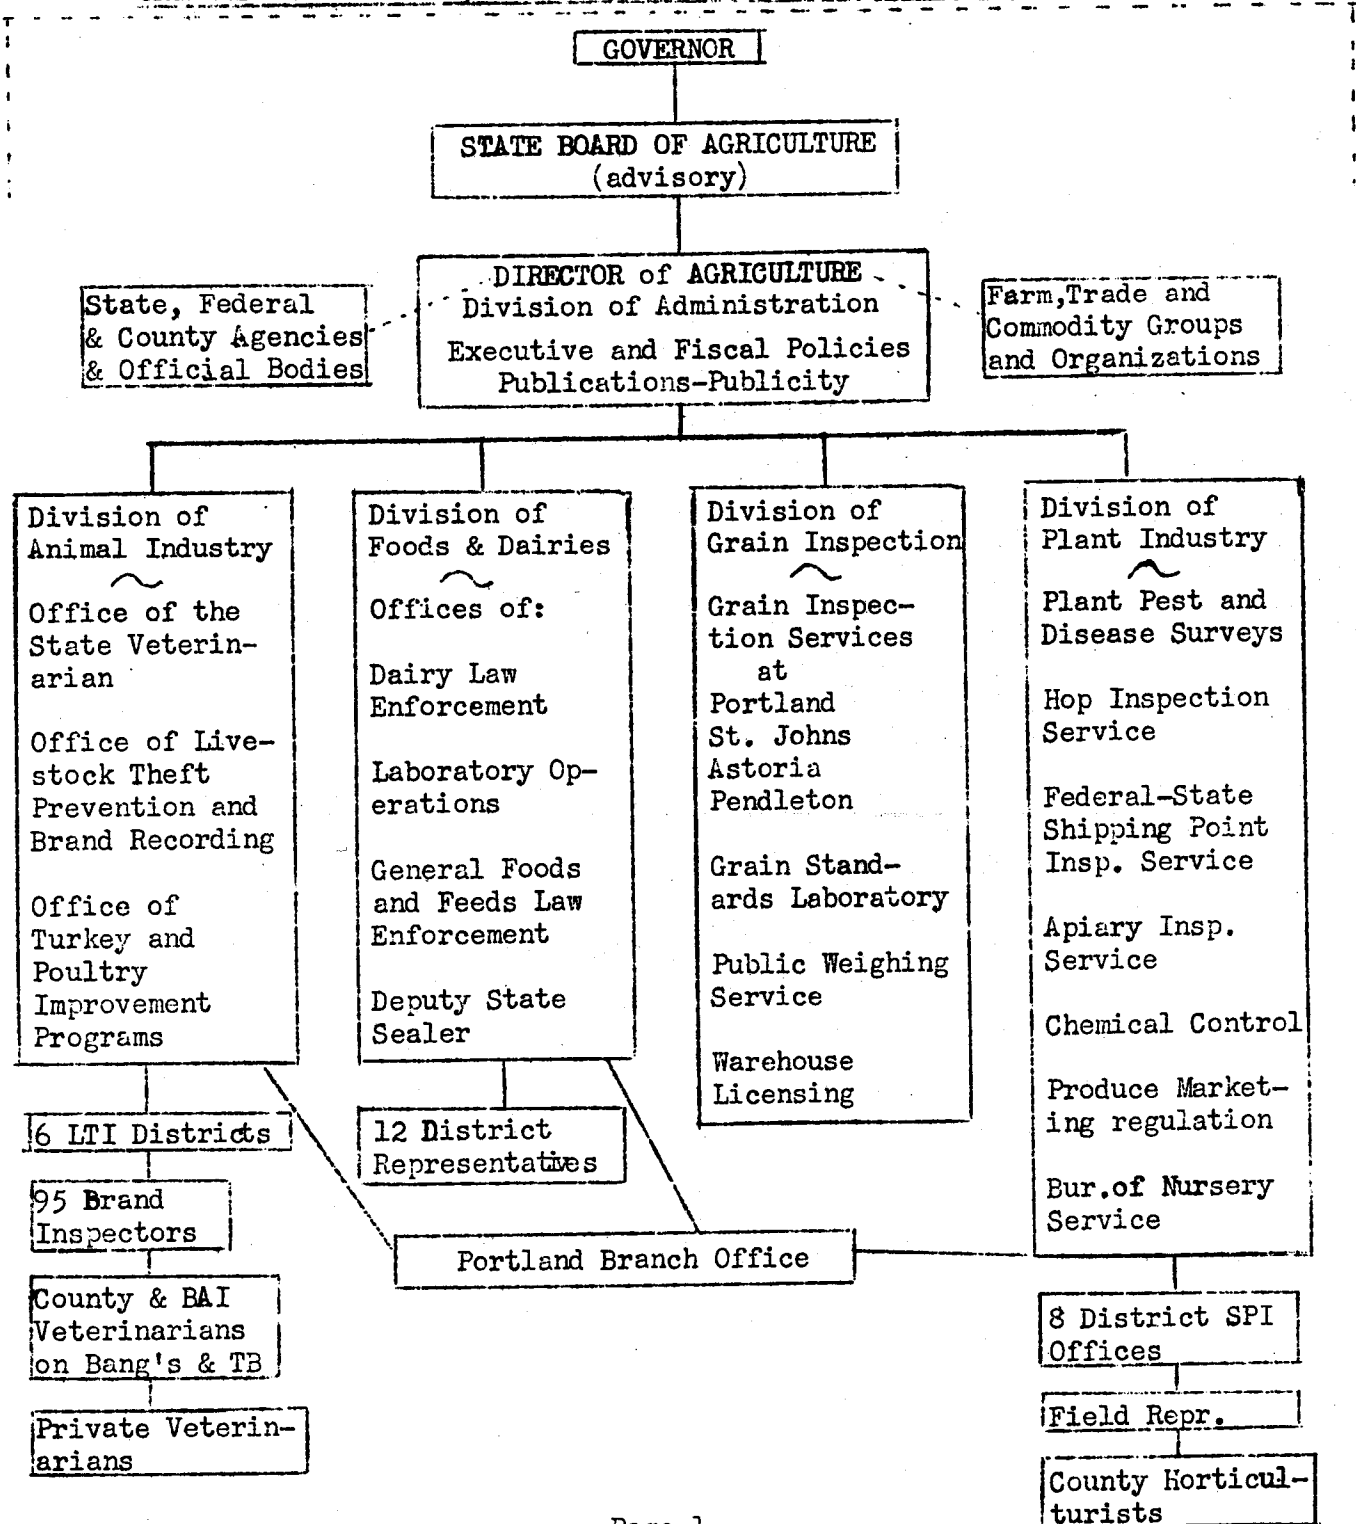 GOVERNOR
STATE BOARD OF AGRICULTURE
(advisory)
DIRECTOR of AGRICULTURE
Division of Administration
Executive and Fiscal Policies
Publications-Publicity
State, Federal
& County Agencies
& Official Bodies
Farm,Trade and
Commodity Groups
and Organizations
Division of
Animal Industry
Office of the
State Veterin-
arian
Office of Live-
stock Theft
Prevention and
Brand Recording
Office of
Turkey and
Poultry
Improvement
Programs
Division of
Foods & Dairies
Offices of:
Dairy Law
Enforcement
Laboratory Op-
erations
General Foods
and Feeds Law
Enforcement
Deputy State
Sealer
Division of
Grain Inspection
Grain Inspec-
tion Services
at
Portland
St. Johns
Astoria
Pendleton
Grain Stand-
ards Laboratory
Public Weighing
Service
Warehouse
Licensing
Division of
Plant Industry
Plant Pest and
Disease Surveys
Hop Inspection
Service
Federal-State
Shipping Point
Insp. Service
Apiary Insp.
Service
Chemical Control
Produce Market-
ing regulation
Bur.of Nursery
Service
6 LTI Districts
95 Brand
Inspectors
County & BAI
Veterinarians
on Bang's & TB
Private Veterin-
arians
12 District
Representatives
Portland Branch Office
8 District SPI
Offices
Field Repr.
County Horticul-
turists